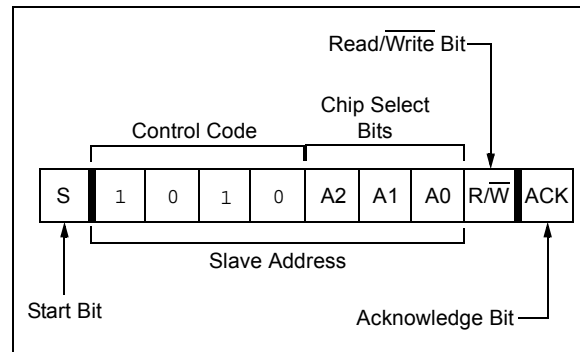 Read/Write Bit
Chip Select
Bits
Control Code
S 1 0 1 0 A2 A1 A0 R/W ACK
Slave Address
Start Bit
Acknowledge Bit